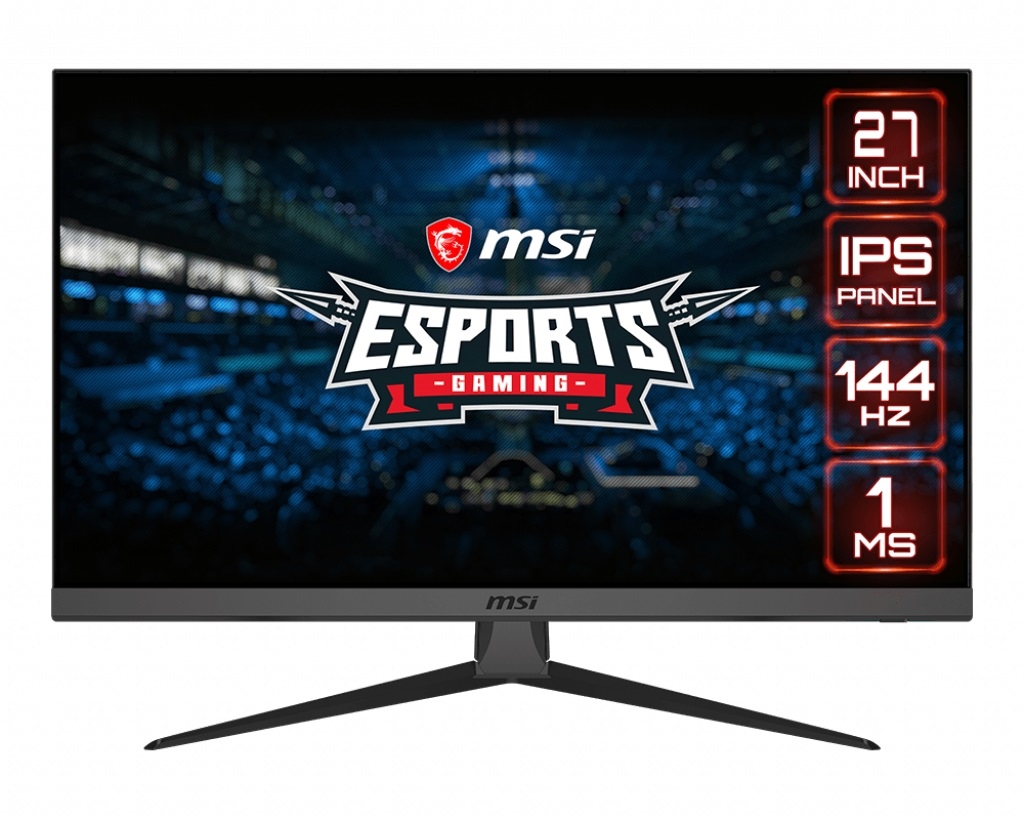 msi
ESPORTS
-GAMING-
27
INCH
IPS
PANEL
144
HZ
1
MS
msi